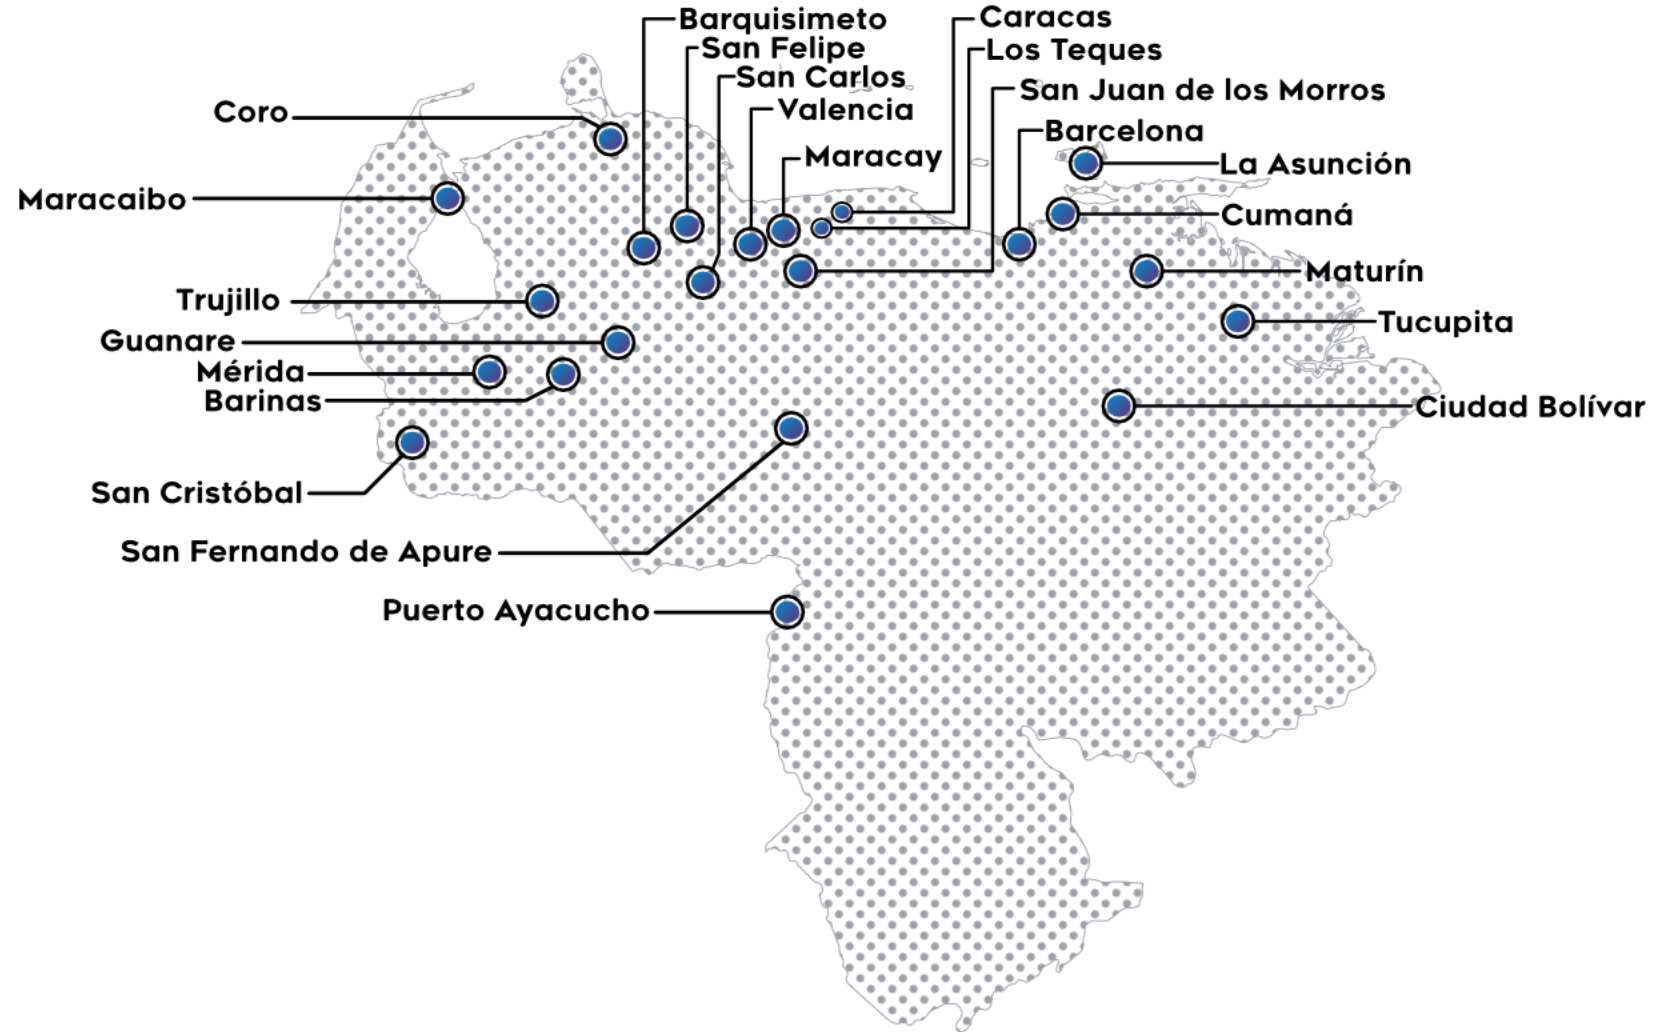 Barquisimeto
Caracas
San Felipe
Los Teques
San Carlos
San Juan de los Morros
Coro
Valencia
Barcelona
Maracay
La Asunción
Maracaibo
Cumaná
Maturín
Trujillo
Tucupita
Guanare
Mérida
Barinas
Ciudad Bolívar
San Cristóbal
San Fernando de Apure
Puerto Ayacucho